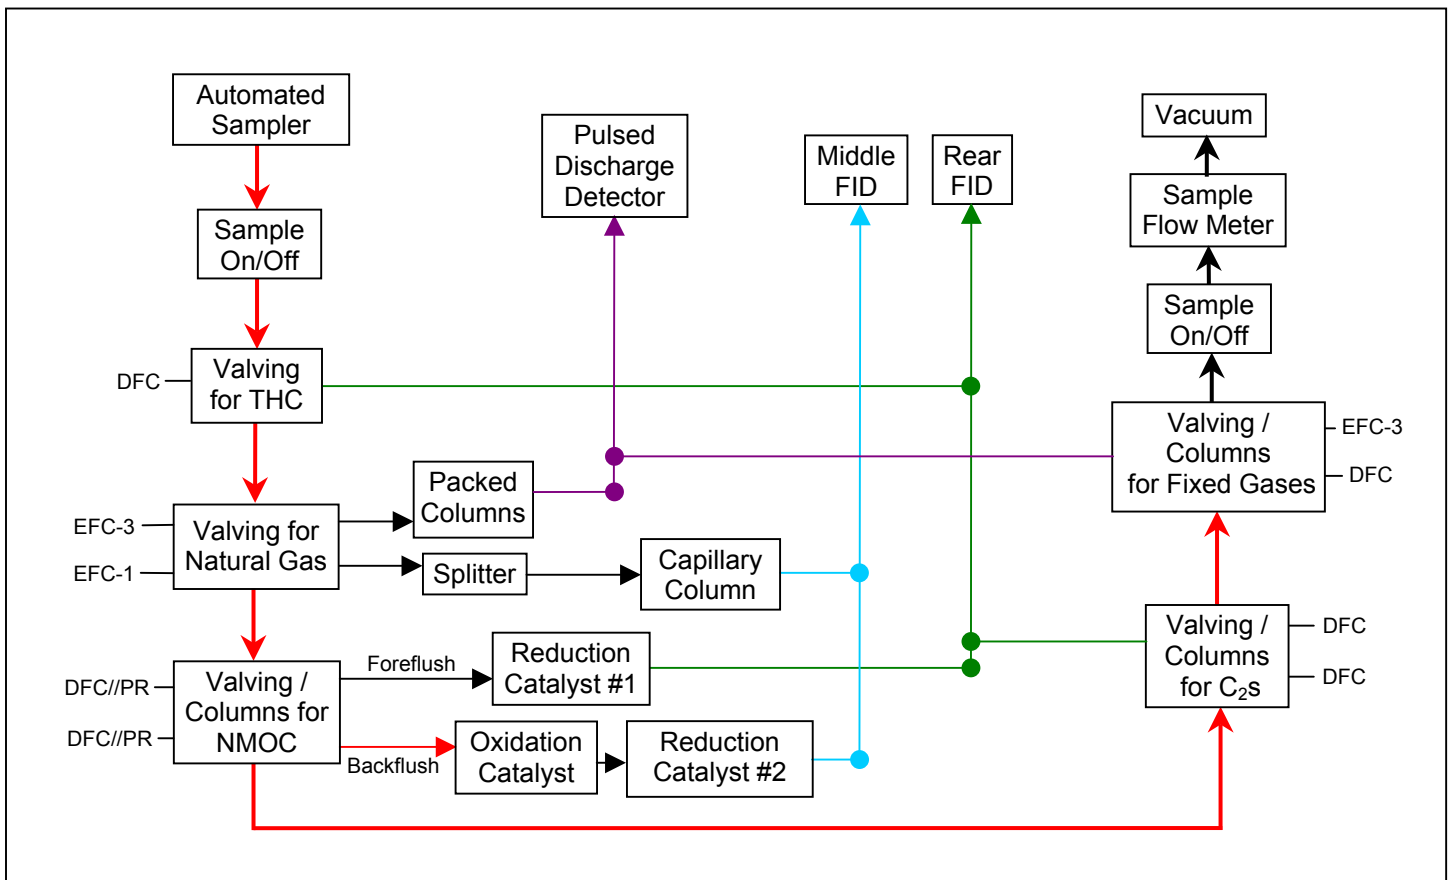 Automated
Sampler
Sample
On/Off
DFC
Valving
for THC
EFC-3
EFC-1
Valving for
Natural Gas
DFC//PR
DFC//PR
Valving /
Columns for
NMOC
Packed
Columns
Splitter
Capillary
Column
Foreflush
Reduction
Catalyst #1
Backflush
Oxidation
Catalyst
Reduction
Catalyst #2
Pulsed
Discharge
Detector
Middle
FID
Rear
FID
Vacuum
Sample
Flow Meter
Sample
On/Off
Valving /
Columns
for Fixed Gases
EFC-3
DFC
Valving /
Columns
for C₂s
DFC
DFC